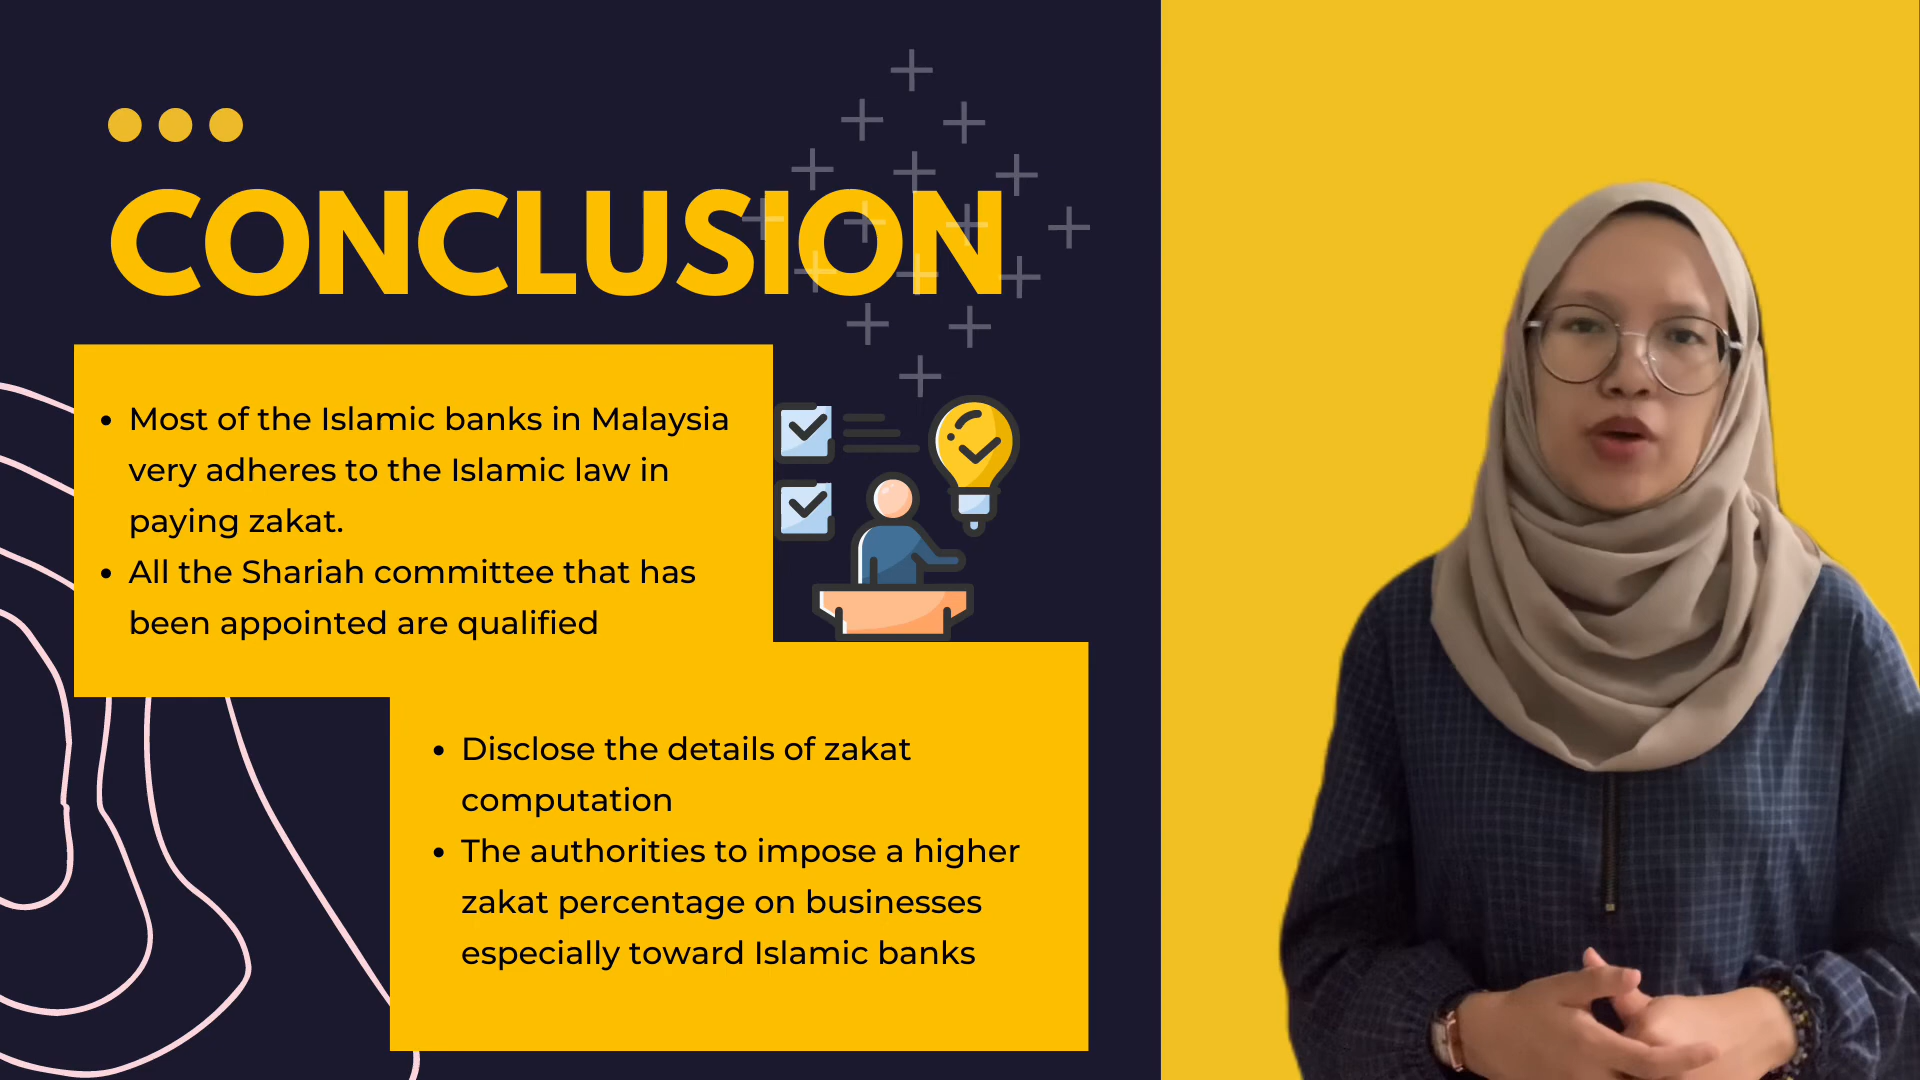 CONCLUSION
• Most of the Islamic banks in Malaysia
very adheres to the Islamic law in
paying zakat.
• All the Shariah committee that has
been appointed are qualified
• Disclose the details of zakat
computation
• The authorities to impose a higher
zakat percentage on businesses
especially toward Islamic banks